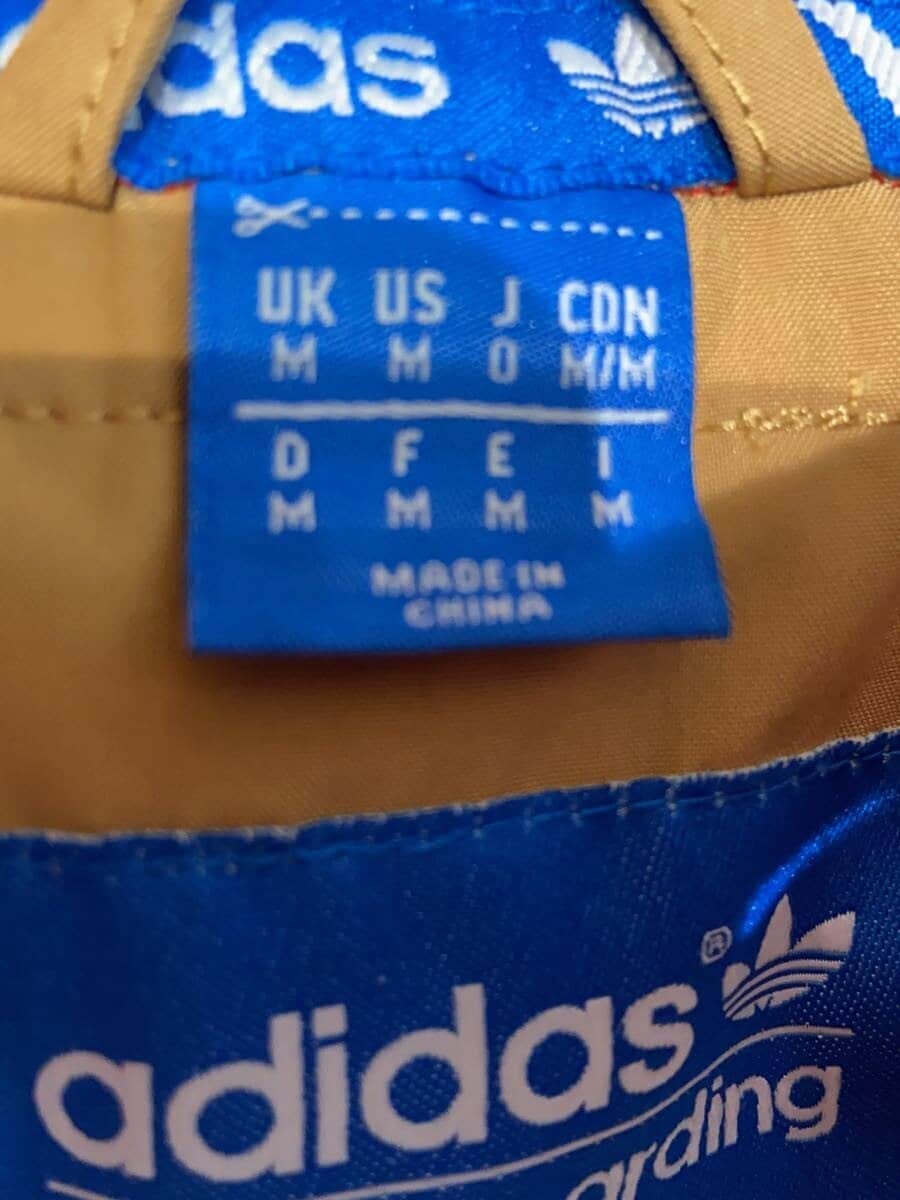 adidas
UK US J CDN
M M O M/M
D F E I
M M M M
MADE IN
CHINA
adidas®
arding